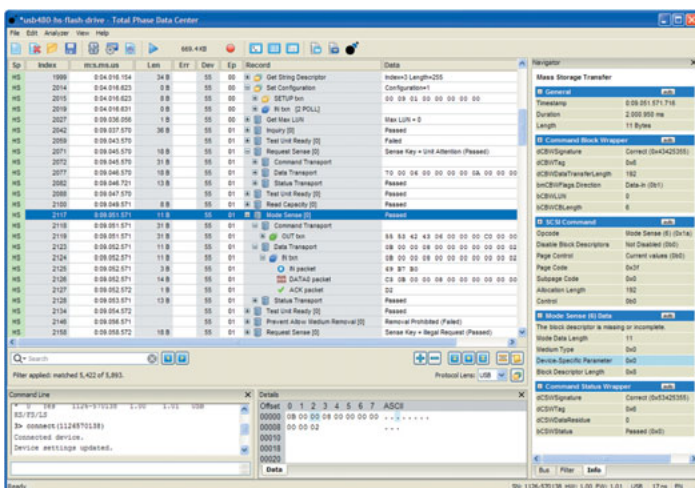 *usb480-hs-flash-drive - Total Phase Data Center
File Edit Analyzer View Help
669.4 KB
Sp Index m:s.ms.us Len Err Dev Ep Record Data
HS 1999 0:04.016.154 34 B 55 00 Get String Descriptor Index=3 Length=255
HS 2014 0:04.016.623 0 B 55 00 Set Configuration Configuration=1
HS 2015 0:04.016.623 8 B 55 00 SETUP txn 00 09 01 00 00 00 00 00
HS 2019 0:04.016.631 0 B 55 00 IN txn [2 POLL]
HS 2027 0:09.036.056 1 B 55 00 Get Max LUN Max LUN = 0
HS 2042 0:09.037.570 36 B 55 01 Inquiry [0] Passed
HS 2059 0:09.043.570 55 01 Test Unit Ready [0] Failed
HS 2071 0:09.045.570 18 B 55 01 Request Sense [0] Sense Key = Unit Attention (Passed)
HS 2072 0:09.045.570 31 B 55 01 Command Transport
HS 2077 0:09.046.570 18 B 55 01 Data Transport 70 00 06 00 00 00 00 0A 00 00 00
HS 2082 0:09.046.721 13 B 55 01 Status Transport Passed
HS 2088 0:09.047.570 55 01 Test Unit Ready [0] Passed
HS 2100 0:09.049.571 8 B 55 01 Read Capacity [0] Passed
HS 2117 0:09.051.571 11 B 55 01 Mode Sense [0] Passed
HS 2118 0:09.051.571 31 B 55 01 Command Transport
HS 2119 0:09.051.571 31 B 55 01 OUT txn 55 53 42 43 06 00 00 00 C0 00 00
HS 2123 0:09.052.571 11 B 55 01 Data Transport 0B 00 00 08 00 00 00 00 00 00 02
HS 2124 0:09.052.571 11 B 55 01 IN txn 0B 00 00 08 00 00 00 00 00 00 02
HS 2125 0:09.052.571 3 B 55 01 IN packet 69 B7 B0
HS 2126 0:09.052.571 14 B 55 01 DATA0 packet C3 0B 00 00 08 00 00 00 00 00 00
HS 2127 0:09.052.572 1 B 55 01 ACK packet D2
HS 2128 0:09.053.571 13 B 55 01 Status Transport Passed
HS 2134 0:09.054.572 55 01 Test Unit Ready [0] Passed
HS 2146 0:09.056.571 55 01 Prevent Allow Medium Removal [0] Removal Prohibited (Failed)
HS 2158 0:09.058.572 18 B 55 01 Request Sense [0] Sense Key = Illegal Request (Passed)
Search
Filter applied: matched 5,422 of 5,893.
Protocol Lens: USB
Command Line
HS/FS/LS
3> connect(1126570138)
Connected device.
Device settings updated.
Ready
Details
Offset 0 1 2 3 4 5 6 7 ASCII
00000 0B 00 00 08 00 00 00 00 ........
00008 00 00 02 ...
00010
00018
00020
Data
Navigator
Mass Storage Transfer
General
Timestamp 0:09.051.571.716
Duration 2.000.950 ms
Length 11 Bytes
Command Block Wrapper
dCBWSignature Correct (0x43425355)
dCBWTag 0x6
dCBWDataTransferLength 192
bmCBWFlags.Direction Data-in (0b1)
bCBWLUN 0
bCBWCBLength 6
SCSI Command
Opcode Mode Sense (6) (0x1a)
Disable Block Descriptors Not Disabled (0b0)
Page Control Current values (0b0)
Page Code 0x3f
Subpage Code 0x0
Allocation Length 192
Control 0b0
Mode Sense (6) Data
The block descriptor is missing or incomplete.
Mode Data Length 11
Medium Type 0x0
Device-Specific Parameter 0x0
Block Descriptor Length 0x8
Command Status Wrapper
dCSWSignature Correct (0x53425355)
dCSWTag 0x6
dCSWDataResidue 0
bCSWStatus Passed (0x0)
Bus Filter Info